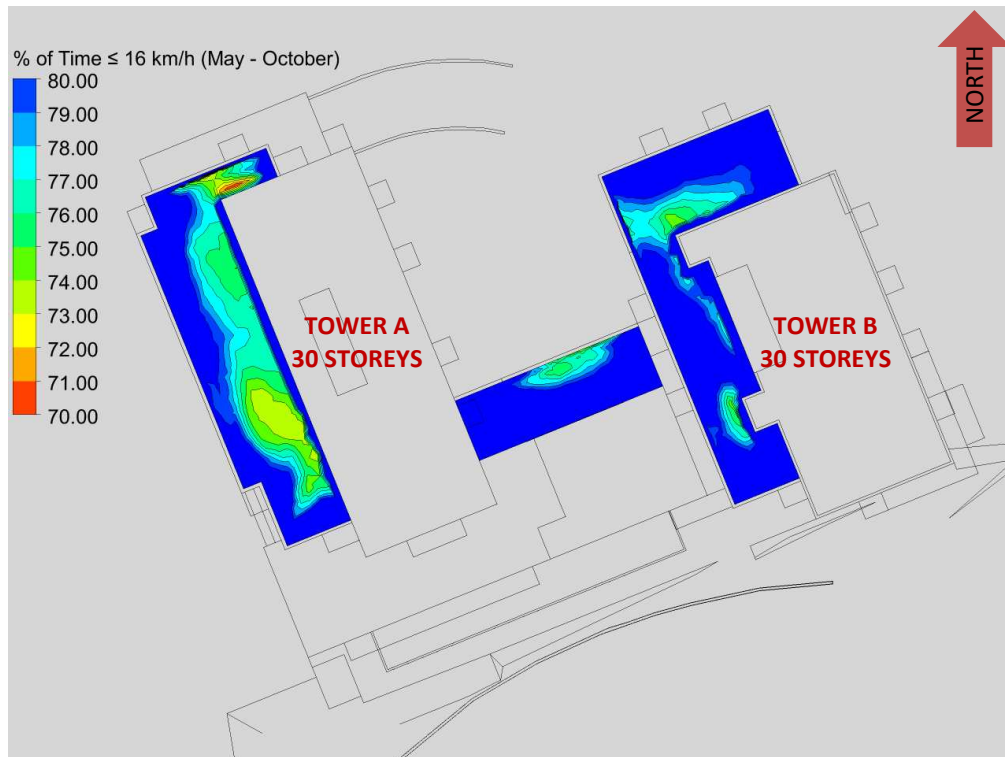 % of Time ≤ 16 km/h (May - October)
80.00
79.00
78.00
77.00
76.00
75.00
74.00
73.00
72.00
71.00
70.00
NORTH
TOWER A
30 STOREYS
TOWER B
30 STOREYS